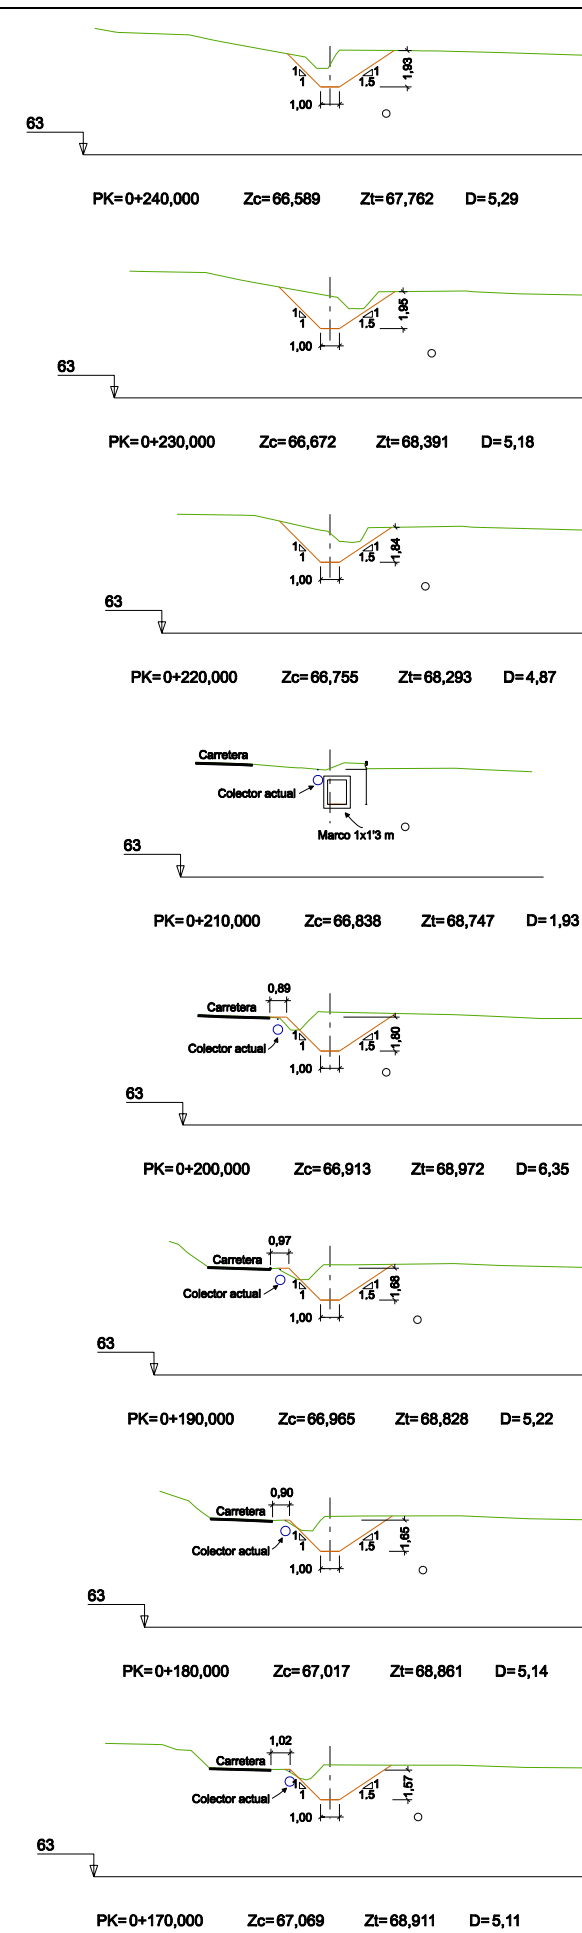 1
1
1
1.5
1,93
1,00
63
PK=0+240,000 Zc=66,589 Zt=67,762 D=5,29
1
1
1
1.5
1,95
1,00
63
PK=0+230,000 Zc=66,672 Zt=68,391 D=5,18
1
1
1
1.5
1,84
1,00
63
PK=0+220,000 Zc=66,755 Zt=68,293 D=4,87
Carretera
Colector actual
Marco 1x1'3 m
63
PK=0+210,000 Zc=66,838 Zt=68,747 D=1,93
0,89
Carretera
Colector actual
1
1
1
1.5
1,80
1,00
63
PK=0+200,000 Zc=66,913 Zt=68,972 D=6,35
0,97
Carretera
Colector actual
1
1
1
1.5
1,68
1,00
63
PK=0+190,000 Zc=66,965 Zt=68,828 D=5,22
0,90
Carretera
Colector actual
1
1
1
1.5
1,65
1,00
63
PK=0+180,000 Zc=67,017 Zt=68,861 D=5,14
1,02
Carretera
Colector actual
1
1
1
1.5
1,57
1,00
63
PK=0+170,000 Zc=67,069 Zt=68,911 D=5,11